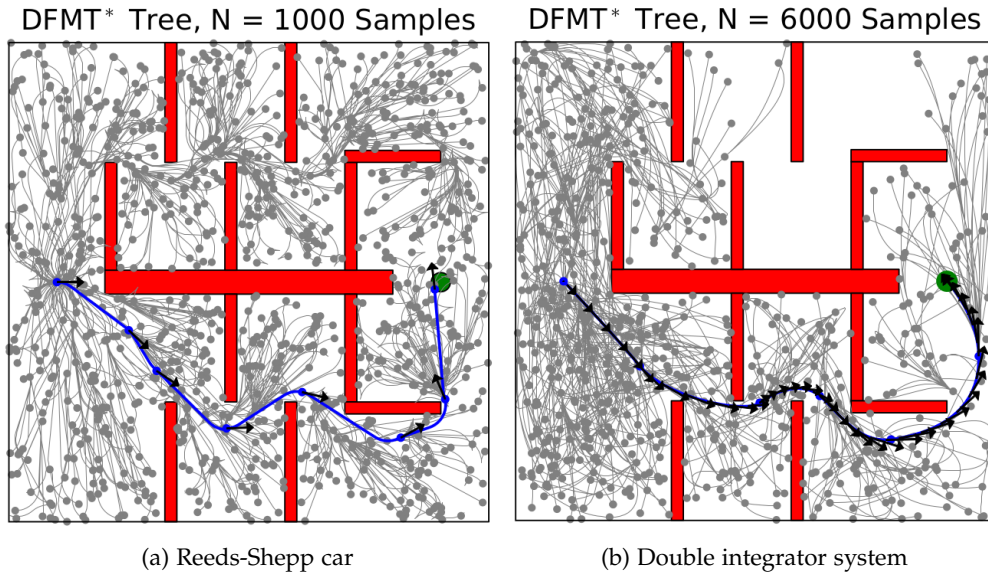 DFMT* Tree, N = 1000 Samples
DFMT* Tree, N = 6000 Samples
(a) Reeds-Shepp car
(b) Double integrator system